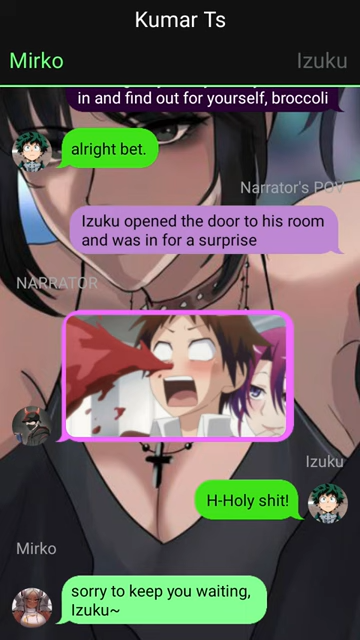 Kumar Ts
Mirko
Izuku
in and find out for yourself, broccoli
alright bet.
Narrator's POV
Izuku opened the door to his room
and was in for a surprise
NARRATOR
Izuku
H-Holy shit!
Mirko
sorry to keep you waiting,
Izuku~